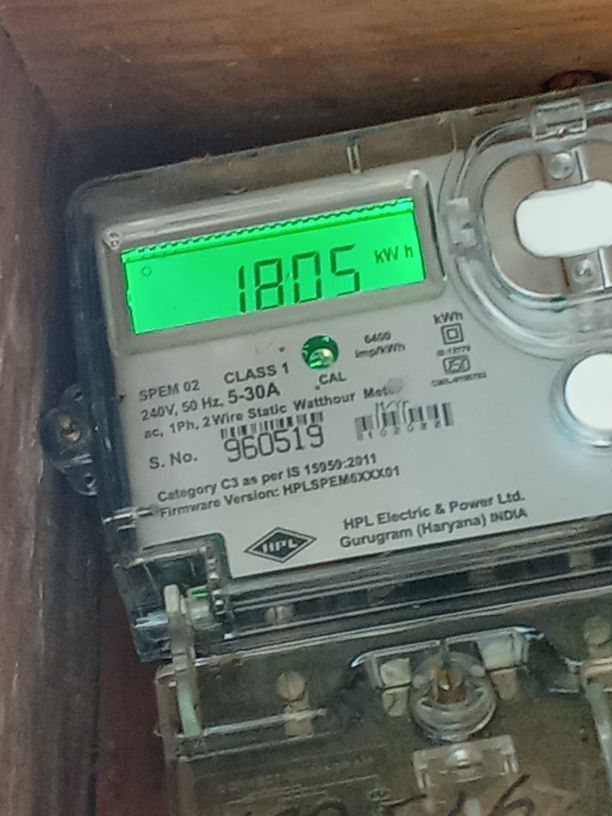 1805 kWh
6400
imp/kWh
kWh
SPEM 02 CLASS 1
CAL
240V, 50 Hz, 5-30A
ac, 1Ph, 2Wire Static Watthour
S. No. 960519
Category C3 as per IS 15959:2011
Firmware Version: HPLSPEM6XXX01
HPL
HPL Electric & Power Ltd.
Gurugram (Haryana) INDIA